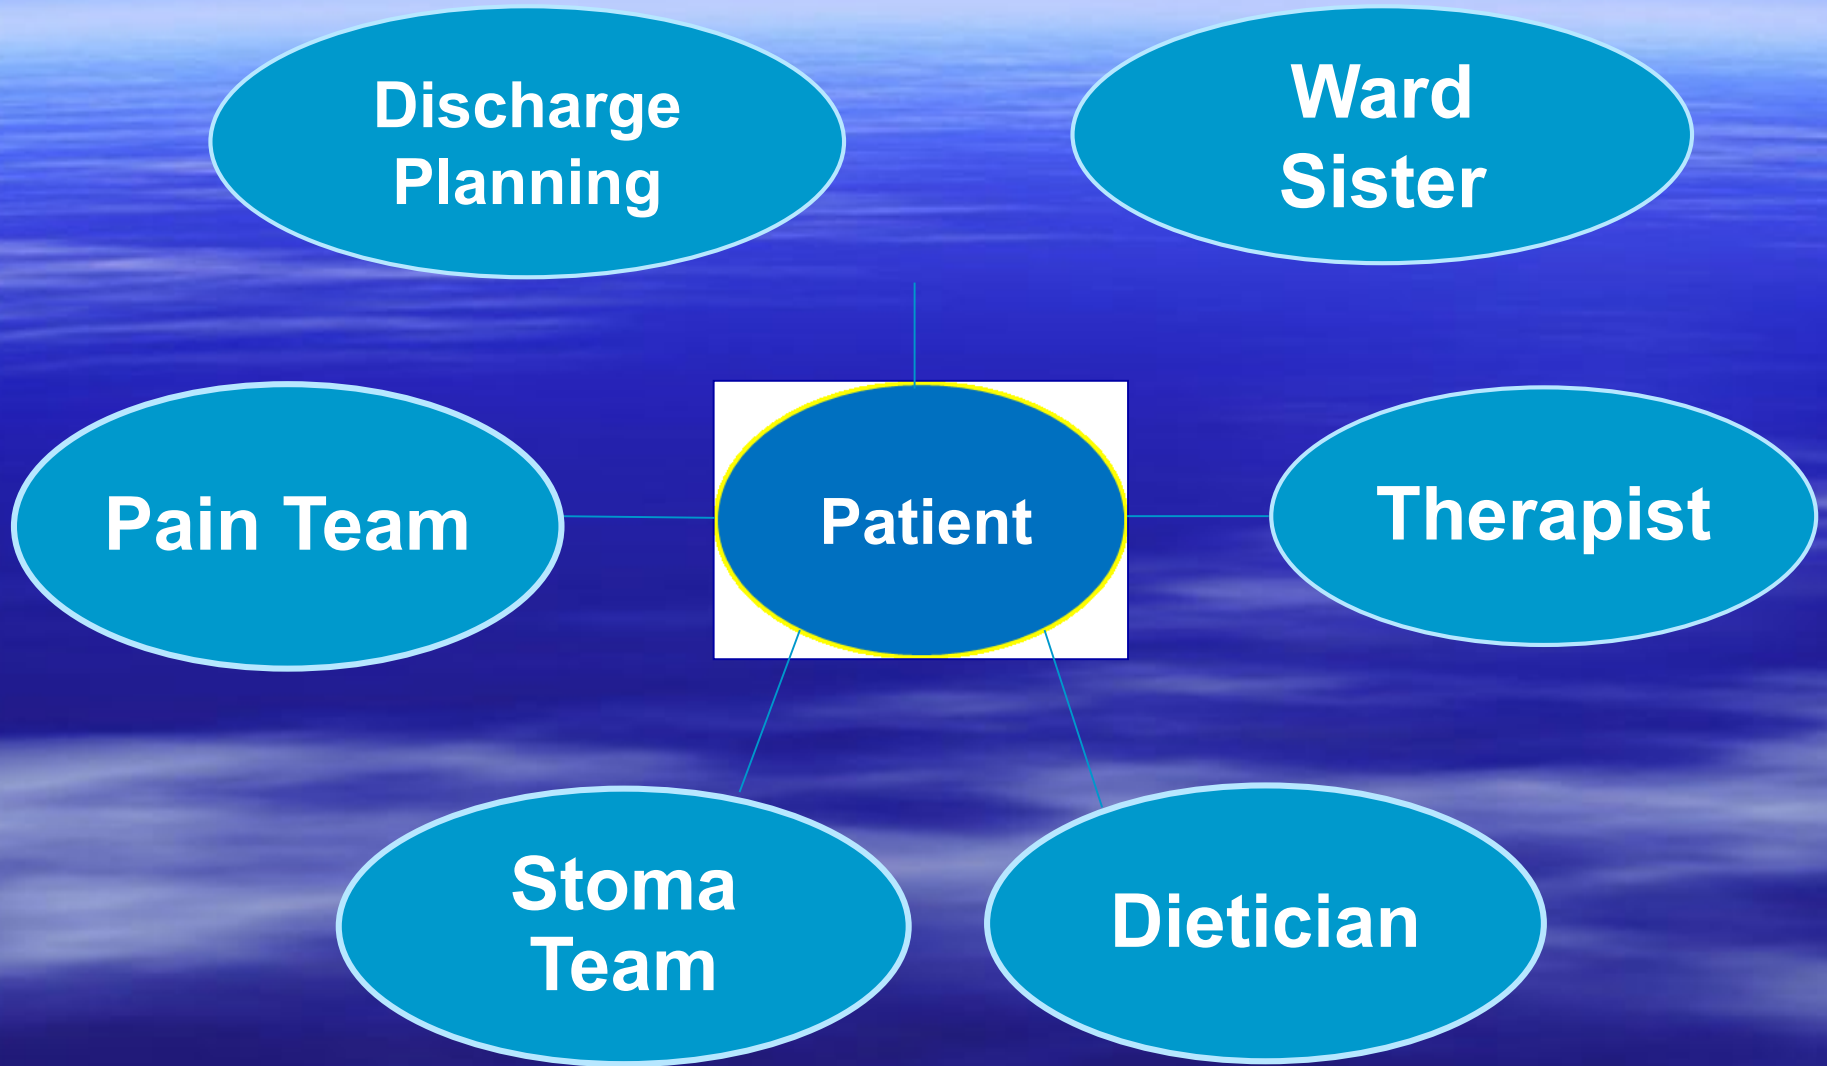 Discharge
Planning
Ward
Sister
Pain Team
Patient
Therapist
Stoma
Team
Dietician